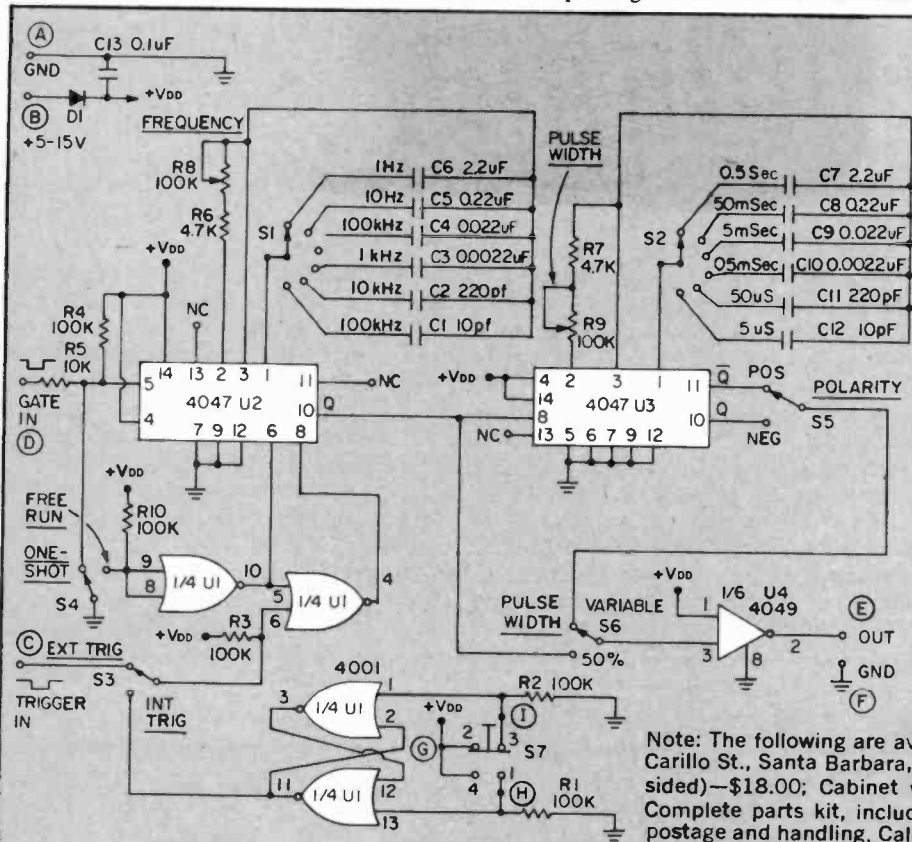 A
C13 0.1uF
GND
+VDD
D1
B
+5-15V
FREQUENCY
R8
100K
R6
4.7K
S1
1Hz C6 2.2uF
10Hz C5 0.22uF
100kHz C4 0.022uF
1kHz C3 0.0022uF
10kHz C2 220pf
100kHz C1 10pf
PULSE
WIDTH
R7
4.7K
R9
100K
S2
0.5Sec C7 2.2uF
50mSec C8 0.22uF
5mSec C9 0.022uF
05mSec C10 0.0022uF
50uS C11 220pF
5uS C12 10pF
+VDD
R4
100K
R5
10K
NC
GATE
IN
D
14 13 2 3 1
5 11 NC
4047 U2
10 Q
4 8
7 9 12 6
+VDD
NC
4 2 3 1 11 Q
14
8 4047 U3
10 Q
13 5 6 7 9 12
POS
POLARITY
S5
NEG
+VDD
R10
100K
FREE
RUN
ONE-
SHOT
S4
9
8
1/4 U1
10
5
6
1/4 U1
4
+VDD
R3
100K
C
EXT TRIG
S3
TRIGGER
IN
INT
TRIG
PULSE
WIDTH
VARIABLE
S6
50%
+VDD
1/6 U4
4049
1
3
8
2
E
OUT
GND
F
4001
3
1/4 U1
1
2
11
1/4 U1
12
13
+VDD
R2 100K
I
G
2
3
S7
4
1
H
R1
100K
Note: The following are av
Carillo St., Santa Barbara,
sided)—$18.00; Cabinet
Complete parts kit, includ
postage and handling, Cal